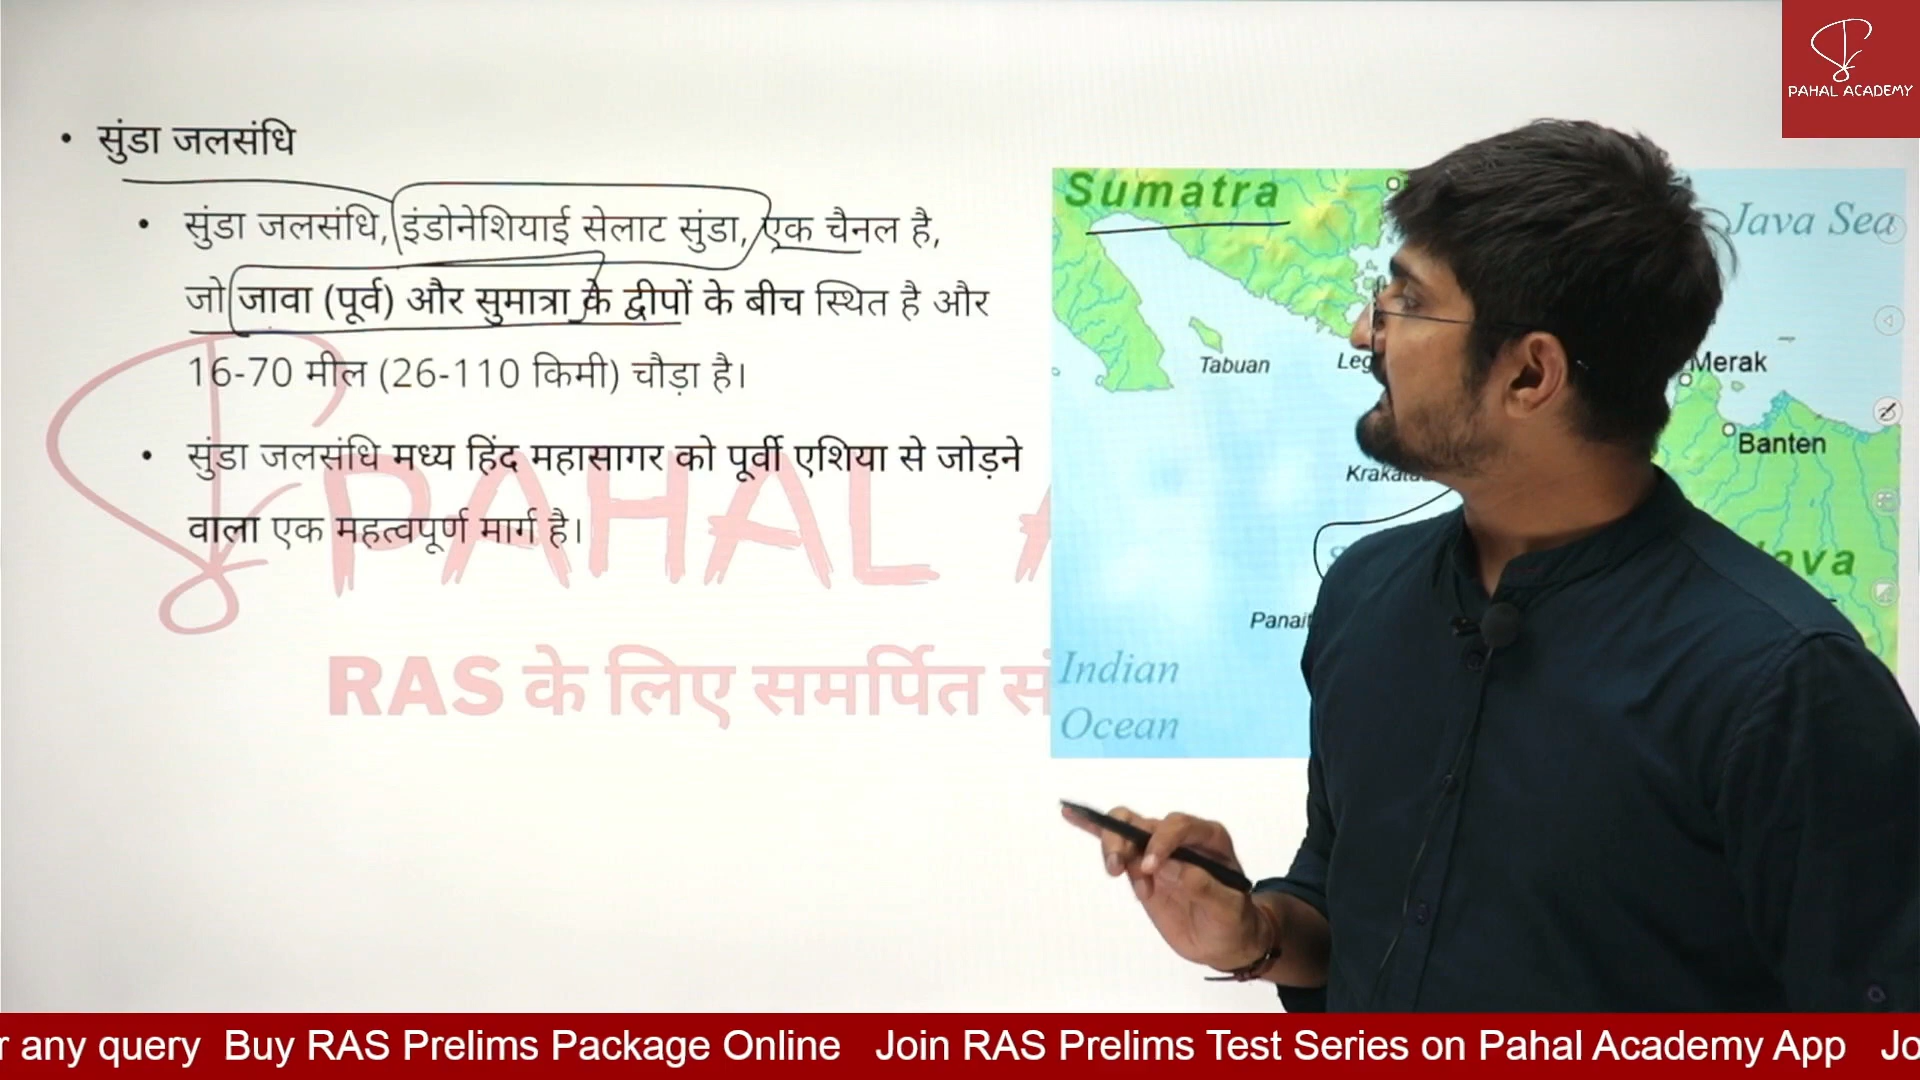 PAHAL ACADEMY
• सुंडा जलसंधि
• सुंडा जलसंधि, इंडोनेशियाई सेलाट सुंडा, एक चैनल है,
जो जावा (पूर्व) और सुमात्रा के द्वीपों के बीच स्थित है और
16-70 मील (26-110 किमी) चौड़ा है।
• सुंडा जलसंधि मध्य हिंद महासागर को पूर्वी एशिया से जोड़ने
वाला एक महत्वपूर्ण मार्ग है।
PAHAL
RAS के लिए समर्पित
Sumatra
Java Sea
Tabuan
Merak
Banten
Indian
Ocean
any query Buy RAS Prelims Package Online Join RAS Prelims Test Series on Pahal Academy App